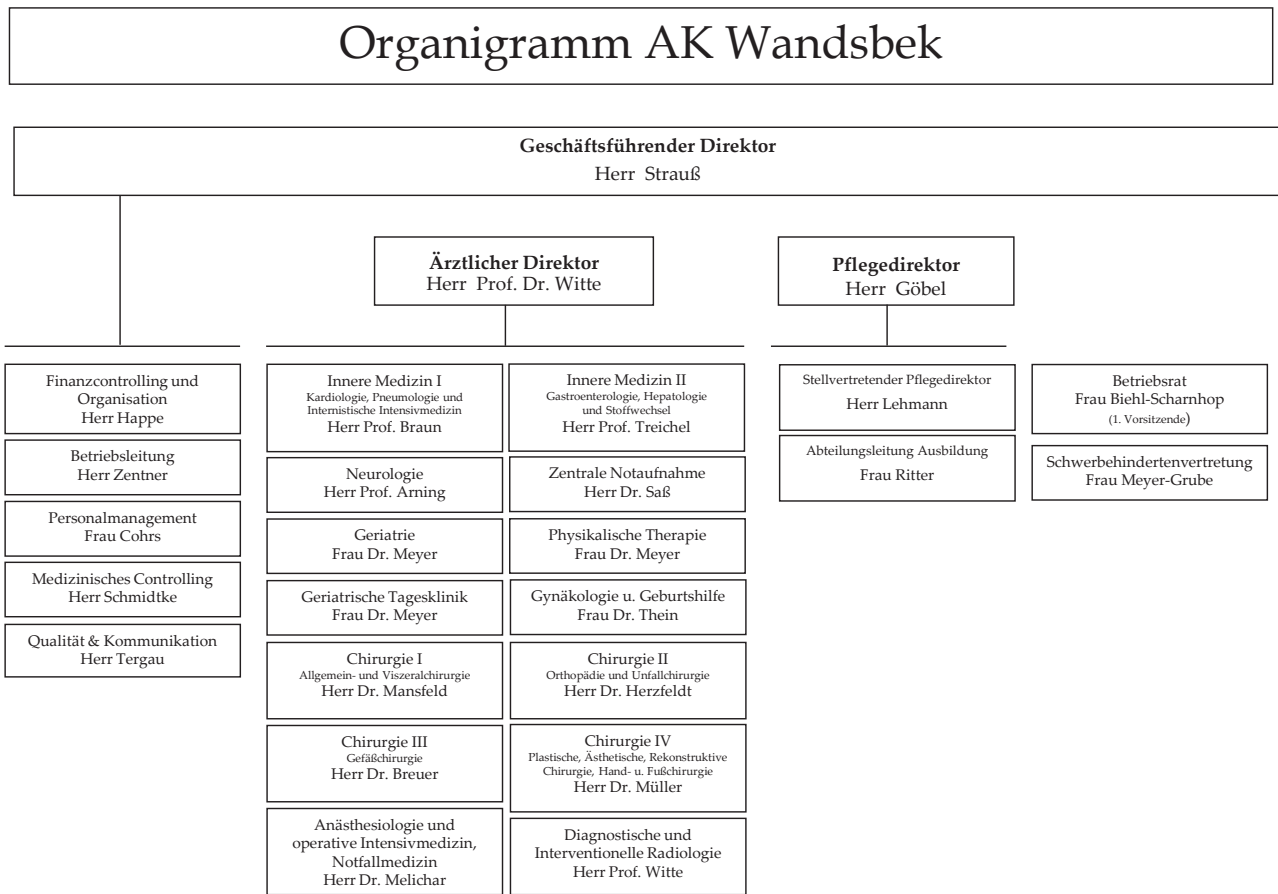 Organigramm AK Wandsbek
Geschäftsführender Direktor
Herr Strauß
Ärztlicher Direktor
Herr Prof. Dr. Witte
Pflegedirektor
Herr Göbel
Finanzcontrolling und
Organisation
Herr Happe
Betriebsleitung
Herr Zentner
Personalmanagement
Frau Cohrs
Medizinisches Controlling
Herr Schmidtke
Qualität & Kommunikation
Herr Tergau
Innere Medizin I
Kardiologie, Pneumologie und
Internistische Intensivmedizin
Herr Prof. Braun
Innere Medizin II
Gastroenterologie, Hepatologie
und Stoffwechsel
Herr Prof. Treichel
Neurologie
Herr Prof. Arning
Zentrale Notaufnahme
Herr Dr. Saß
Geriatrie
Frau Dr. Meyer
Physikalische Therapie
Frau Dr. Meyer
Geriatrische Tagesklinik
Frau Dr. Meyer
Gynäkologie u. Geburtshilfe
Frau Dr. Thein
Chirurgie I
Allgemein- und Viszeralchirurgie
Herr Dr. Mansfeld
Chirurgie II
Orthopädie und Unfallchirurgie
Herr Dr. Herzfeldt
Chirurgie III
Gefäßchirurgie
Herr Dr. Breuer
Chirurgie IV
Plastische, Ästhetische, Rekonstruktive
Chirurgie, Hand- u. Fußchirurgie
Herr Dr. Müller
Anästhesiologie und
operative Intensivmedizin,
Notfallmedizin
Herr Dr. Melichar
Diagnostische und
Interventionelle Radiologie
Herr Prof. Witte
Stellvertretender Pflegedirektor
Herr Lehmann
Abteilungsleitung Ausbildung
Frau Ritter
Betriebsrat
Frau Biehl-Scharnhop
(1. Vorsitzende)
Schwerbehindertenvertretung
Frau Meyer-Grube